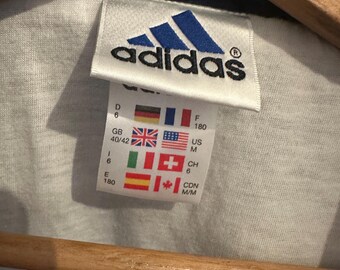 adidas®
D F
6 180
GB US
40/42 M
I CH
6 6
E CDN
180 M/M